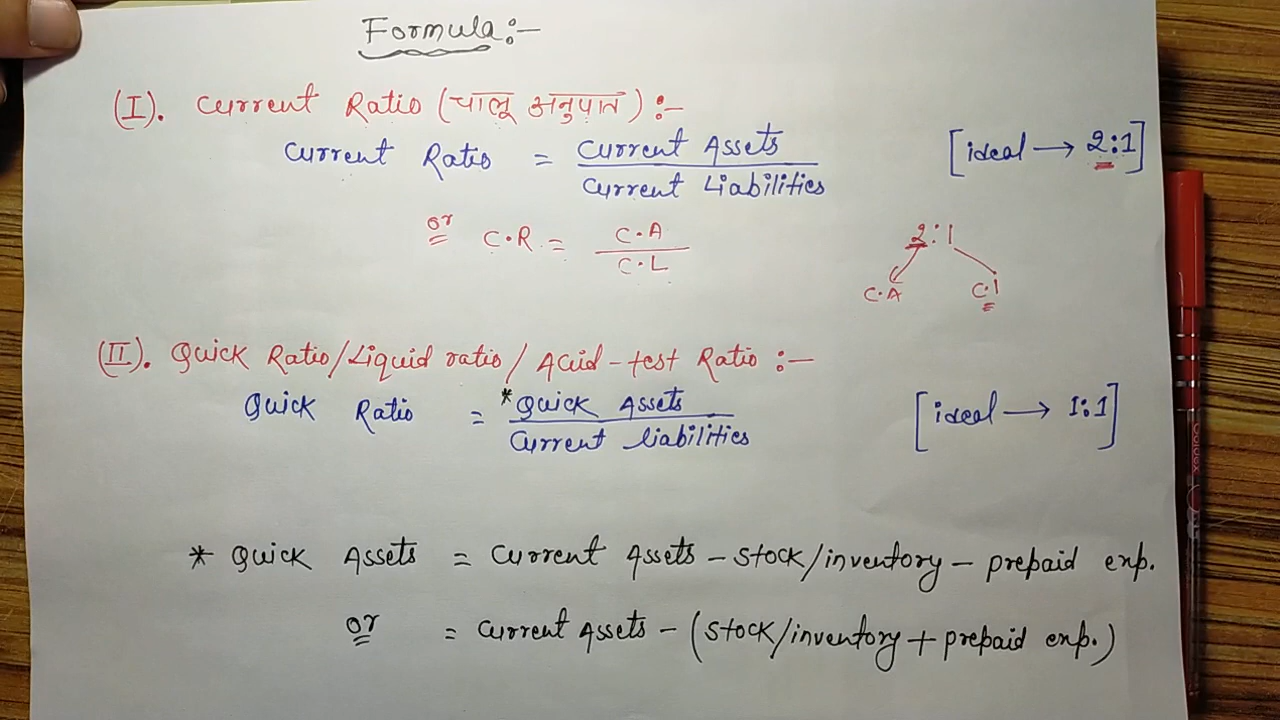 Formula:-
(I). Current Ratio (चालू अनुपात) :-
Current Ratio = Current Assets / Current Liabilities [ideal → 2:1]
or C.R. = C.A / C.L
2:1
C.A C.l
(II). Quick Ratio/Liquid ratio/ Acid-test Ratio :-
Quick Ratio = *Quick Assets / Current liabilities [ideal → 1:1]
* Quick Assets = Current Assets - Stock/inventory - prepaid exp.
or = Current Assets - (Stock/inventory + prepaid exp.)